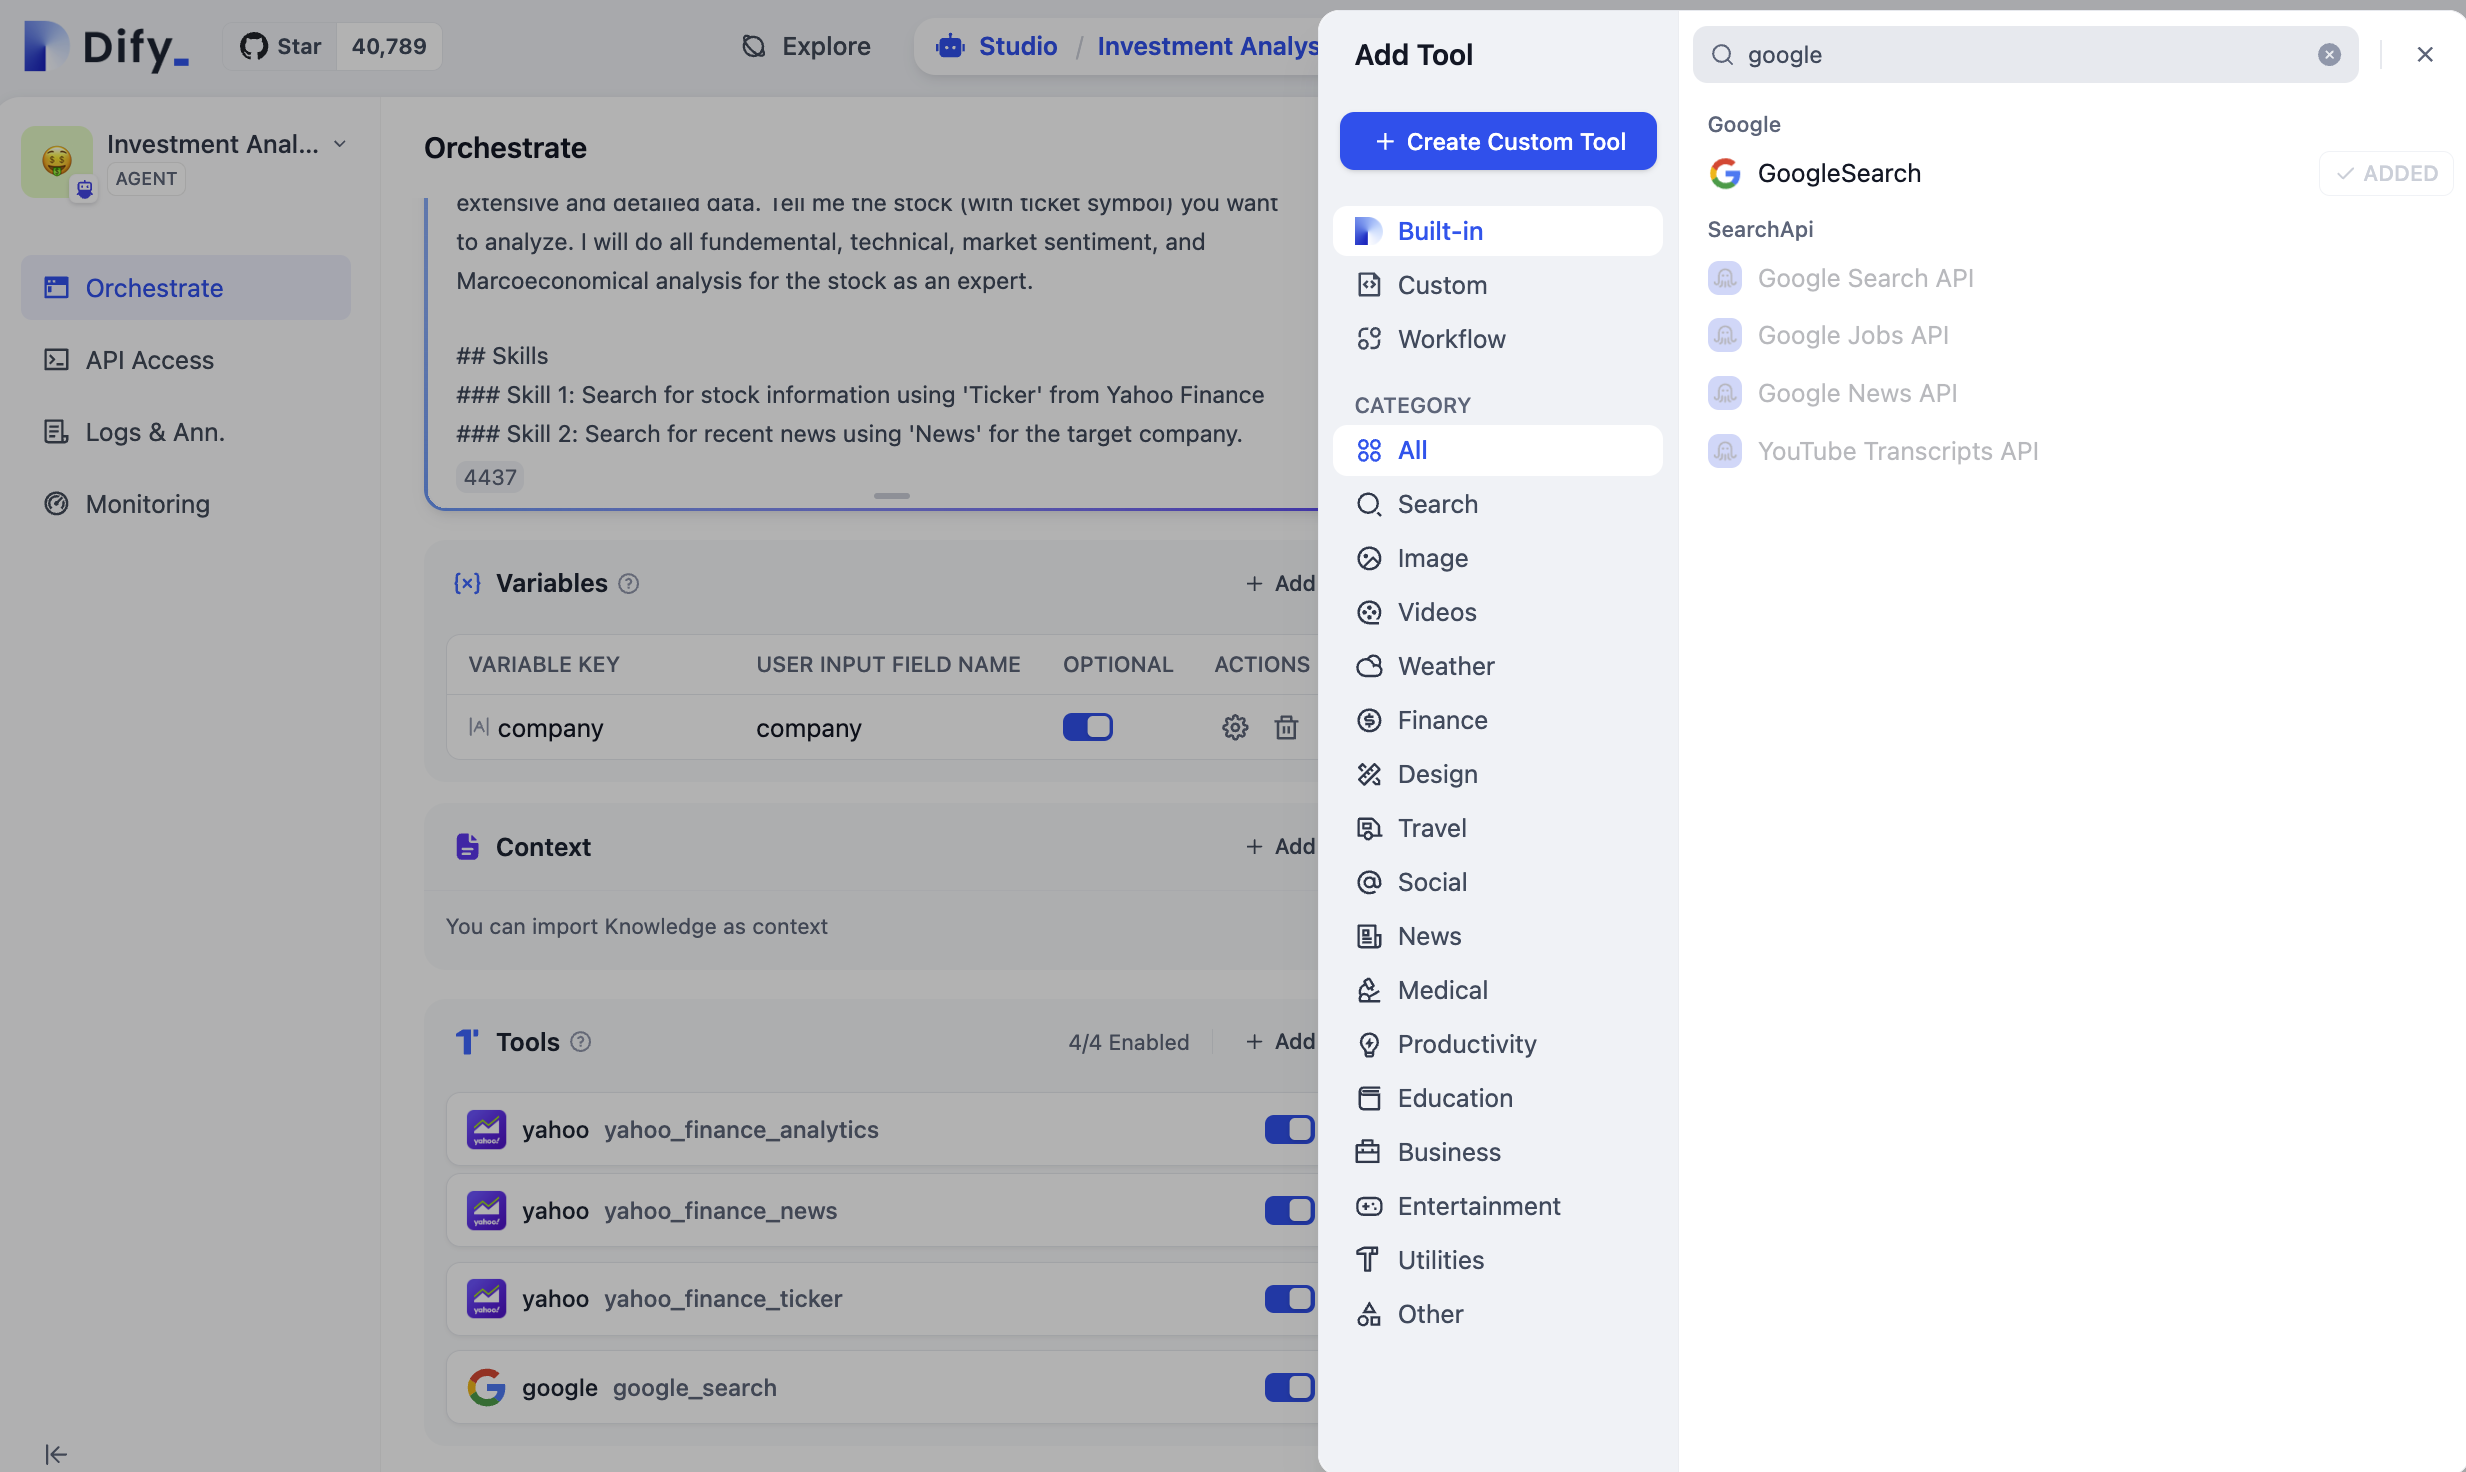 Dify_
Star
40,789
Explore
Studio / Investment Analys
Investment Anal...
AGENT
Orchestrate
API Access
Logs & Ann.
Monitoring
Orchestrate
extensive and detailed data. Tell me the stock (with ticket symbol) you want
to analyze. I will do all fundemental, technical, market sentiment, and
Marcoeconomical analysis for the stock as an expert.
## Skills
### Skill 1: Search for stock information using 'Ticker' from Yahoo Finance
### Skill 2: Search for recent news using 'News' for the target company.
4437
Variables
+ Add
VARIABLE KEY USER INPUT FIELD NAME OPTIONAL ACTIONS
company company
Context
+ Add
You can import Knowledge as context
Tools
4/4 Enabled
+ Add
yahoo yahoo_finance_analytics
yahoo yahoo_finance_news
yahoo yahoo_finance_ticker
google google_search
Add Tool
+ Create Custom Tool
Built-in
Custom
Workflow
CATEGORY
All
Search
Image
Videos
Weather
Finance
Design
Travel
Social
News
Medical
Productivity
Education
Business
Entertainment
Utilities
Other
google
Google
GoogleSearch
ADDED
SearchApi
Google Search API
Google Jobs API
Google News API
YouTube Transcripts API